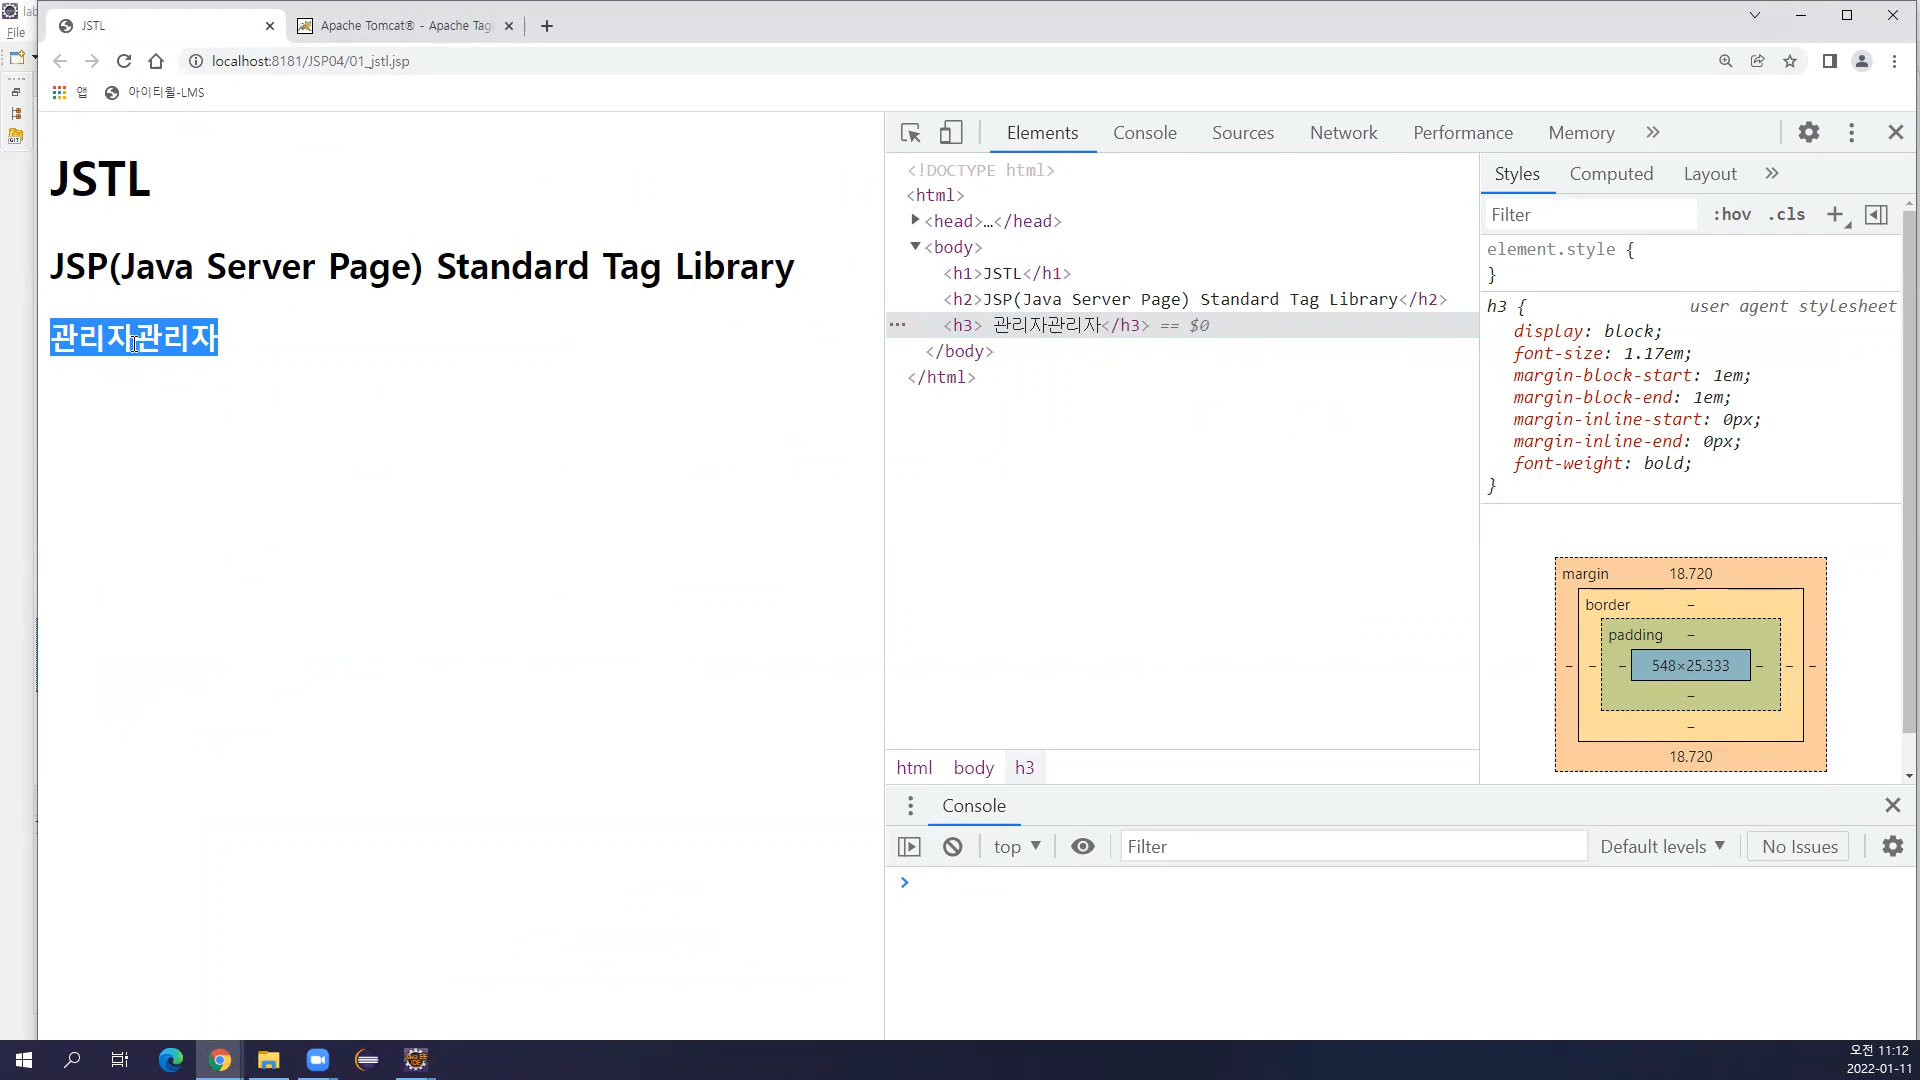 lab
File
JSTL
Apache Tomcat® - Apache Tag
localhost:8181/JSP04/01_jstl.jsp
앱
아이티윌-LMS
JSTL
JSP(Java Server Page) Standard Tag Library
관리자관리자
Elements
Console
Sources
Network
Performance
Memory
<!DOCTYPE html>
<html>
<head>…</head>
<body>
<h1>JSTL</h1>
<h2>JSP(Java Server Page) Standard Tag Library</h2>
<h3> 관리자관리자</h3> == $0
</body>
</html>
Styles
Computed
Layout
Filter
:hov
.cls
element.style {
}
h3 {
user agent stylesheet
display: block;
font-size: 1.17em;
margin-block-start: 1em;
margin-block-end: 1em;
margin-inline-start: 0px;
margin-inline-end: 0px;
font-weight: bold;
}
margin
18.720
border
–
padding
–
–
–
–
548×25.333
–
–
–
–
–
18.720
html
body
h3
Console
top
Filter
Default levels
No Issues
오전 11:12
2022-01-11